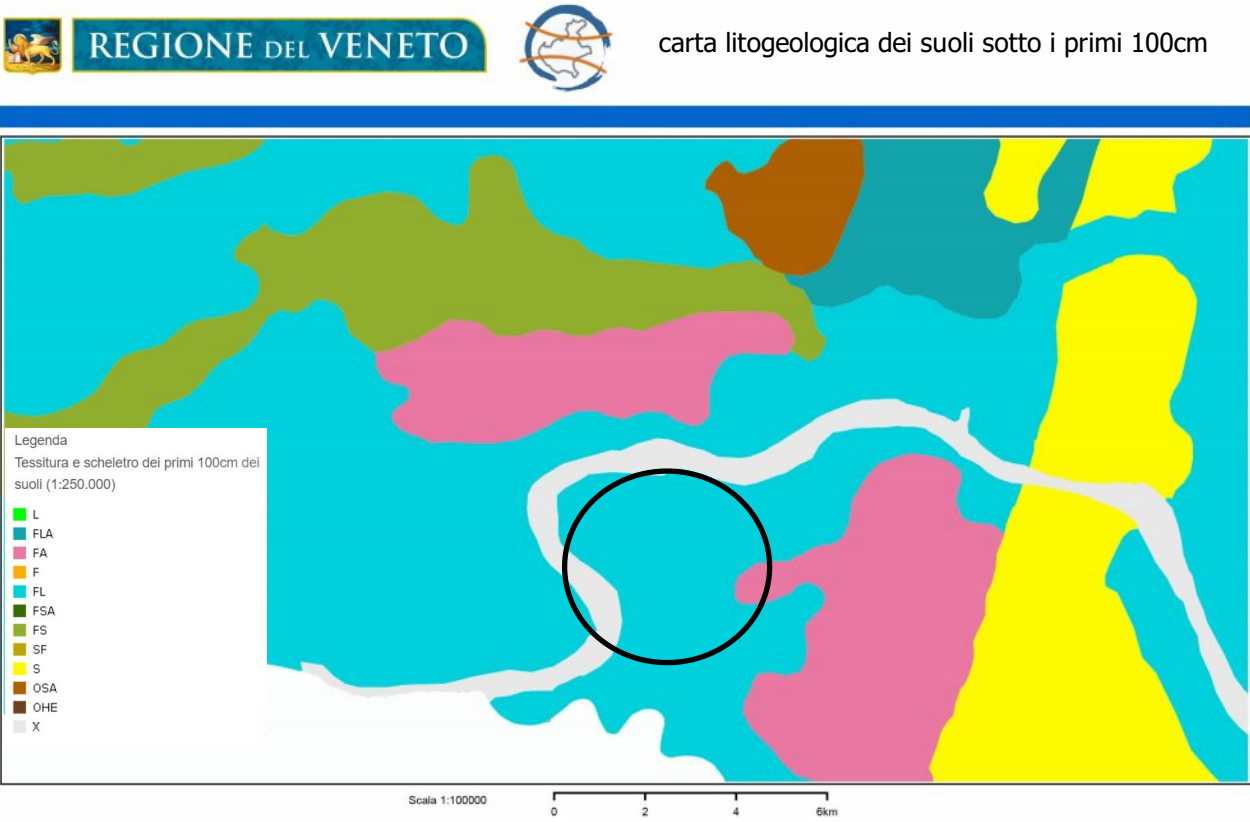 REGIONE DEL VENETO
carta litogeologica dei suoli sotto i primi 100cm
Legenda
Tessitura e scheletro dei primi 100cm dei
suoli (1:250.000)
L
FLA
FA
F
FL
FSA
FS
SF
S
OSA
OHE
X
Scala 1:100000
0 2 4 6km